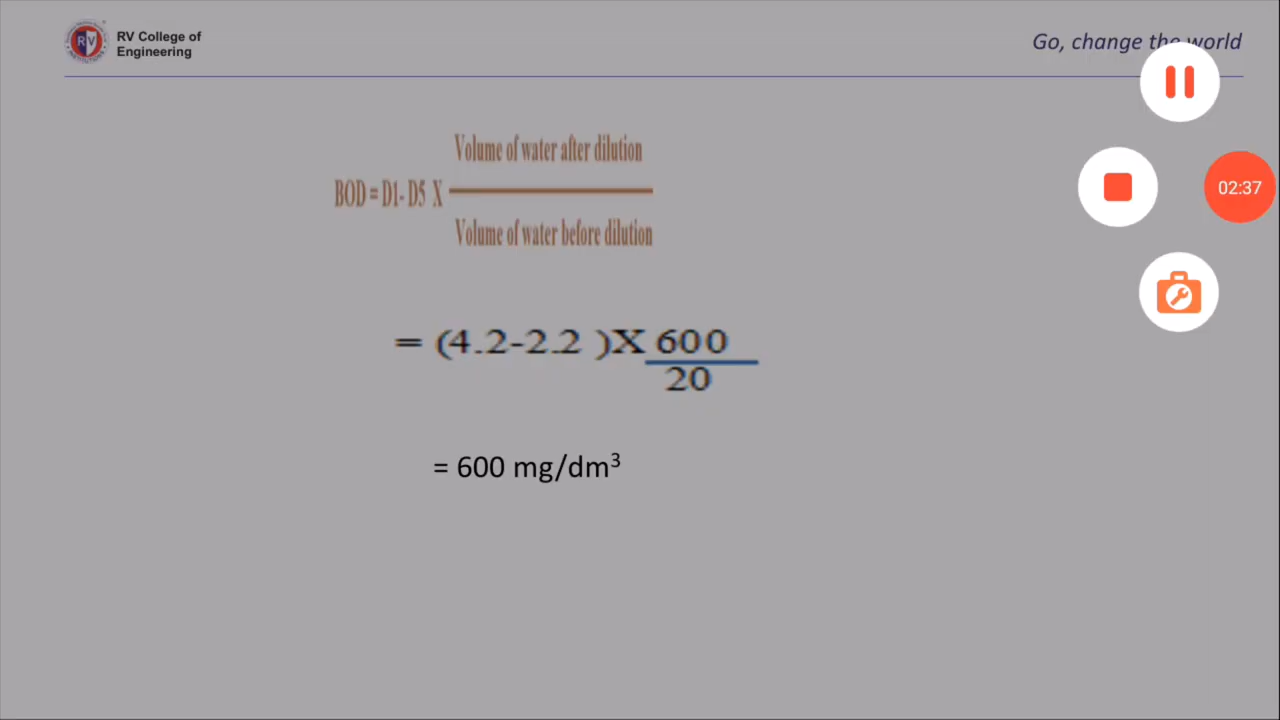 RV College of
Engineering
Go, change the world
02:37
Volume of water after dilution
BOD = D1- D5 X
Volume of water before dilution
= (4.2-2.2 )X 600
20
= 600 mg/dm³